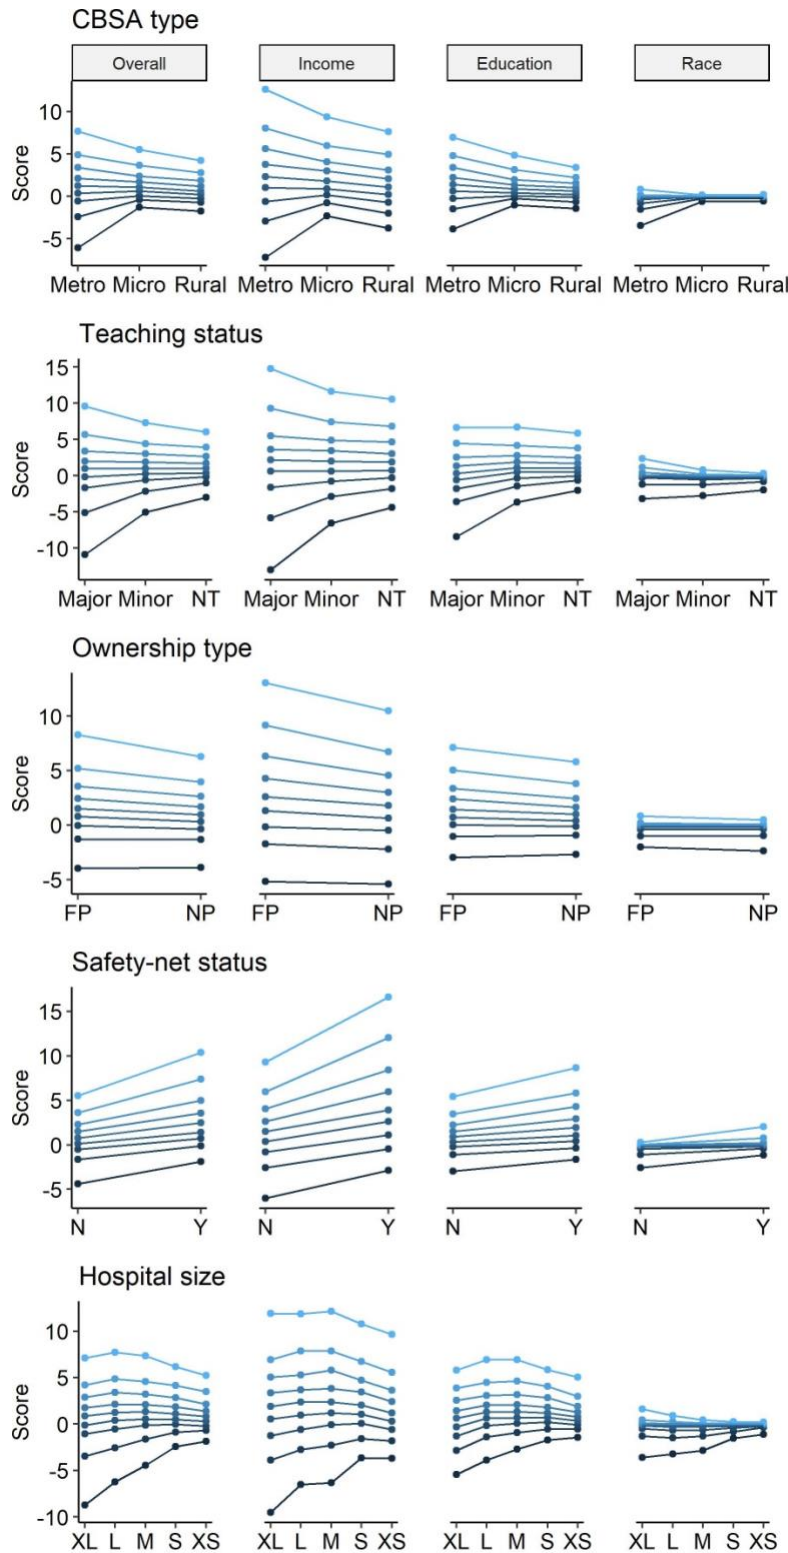 CBSA type
Overall Income Education Race
10
5
0
-5
Score
Metro Micro Rural Metro Micro Rural Metro Micro Rural Metro Micro Rural
Teaching status
15
10
5
0
-5
-10
Score
Major Minor NT Major Minor NT Major Minor NT Major Minor NT
Ownership type
10
5
0
-5
Score
FP NP FP NP FP NP FP NP
Safety-net status
15
10
5
0
-5
Score
N Y N Y N Y N Y
Hospital size
10
5
0
-5
-10
Score
XL L M S XS XL L M S XS XL L M S XS XL L M S XS